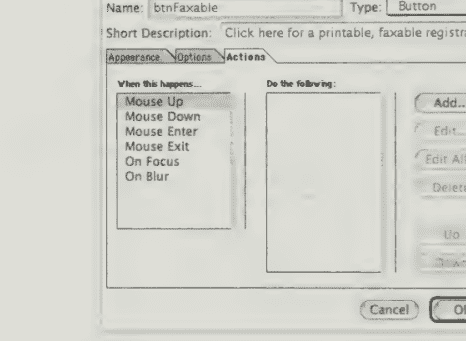 Name: btnFaxable Type: Button
Short Description: Click here for a printable, faxable registra
Appearance Options Actions
When this happens... Do the following:
Mouse Up
Mouse Down
Mouse Enter
Mouse Exit
On Focus
On Blur
Add...
Edit...
Edit All
Delete
Up
Down
Cancel